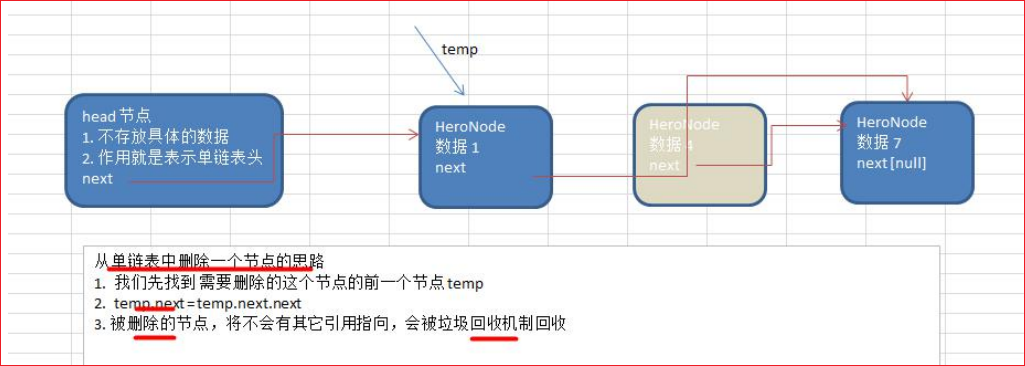 temp
head 节点
1. 不存放具体的数据
2. 作用就是表示单链表头
next
HeroNode
数据 1
next
HeroNode
数据 4
next
HeroNode
数据 7
next [null]
从单链表中删除一个节点的思路
1. 我们先找到 需要删除的这个节点的前一个节点 temp
2. temp.next = temp.next.next
3. 被删除的节点，将不会有其它引用指向，会被垃圾回收机制回收